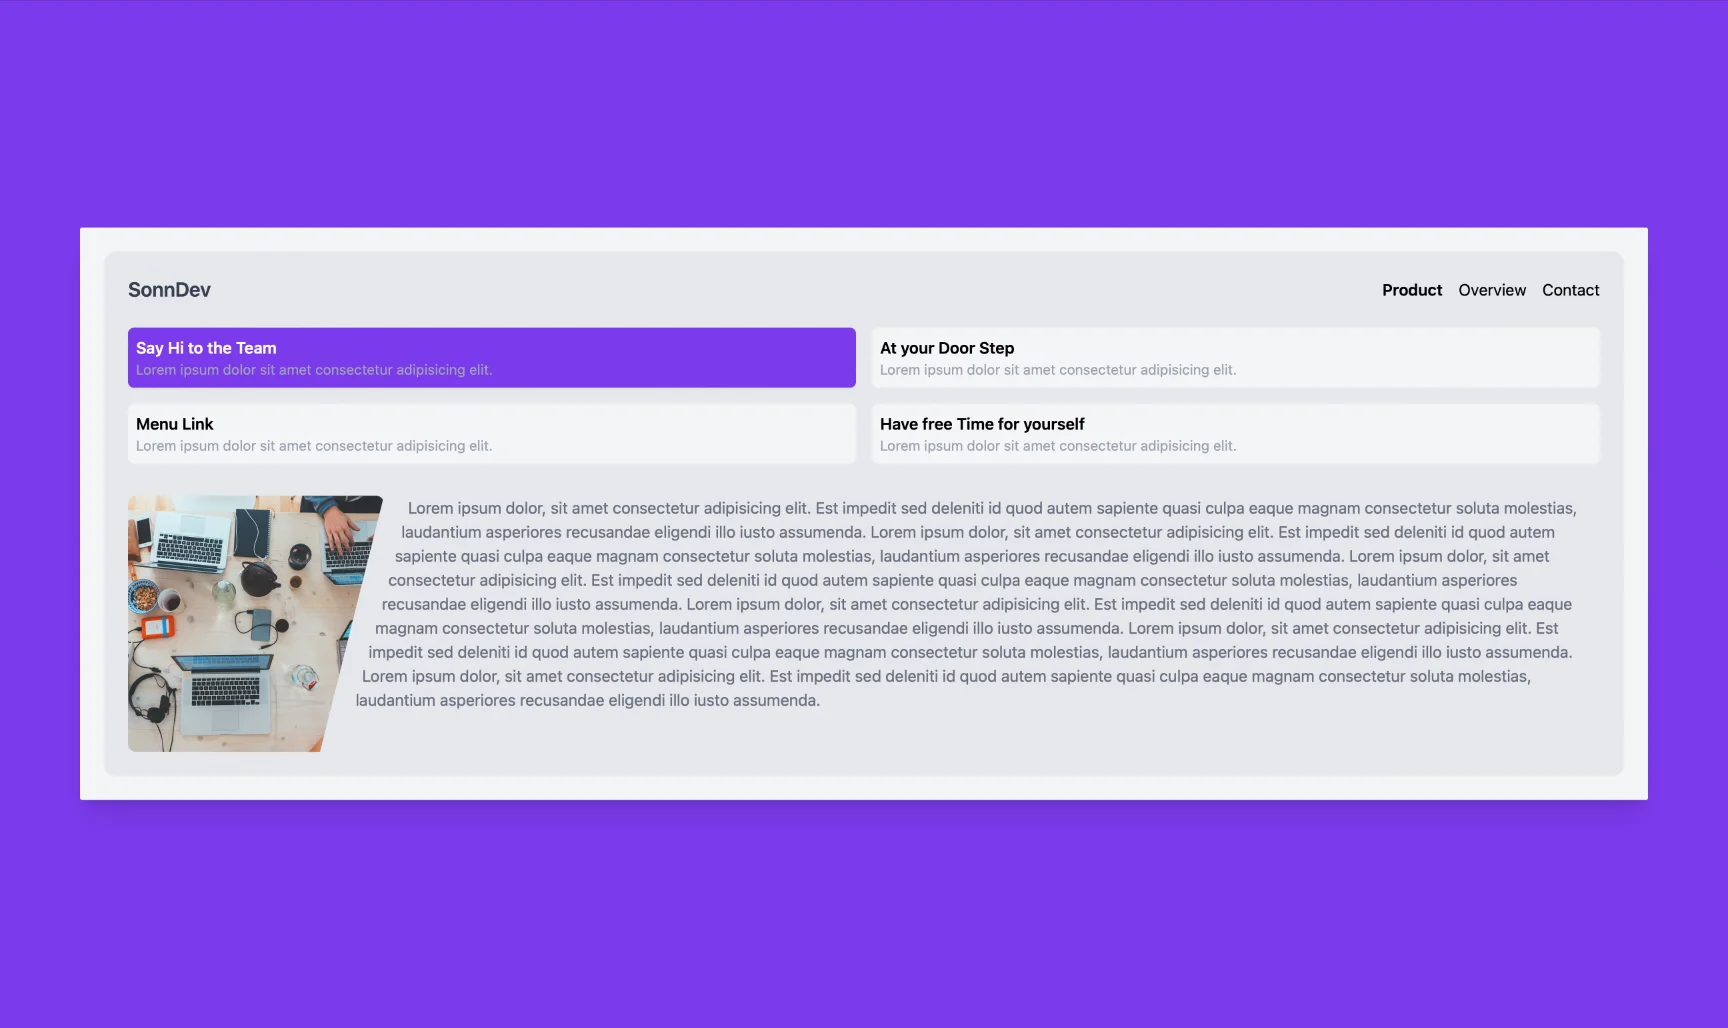 SonnDev
Product Overview Contact
Say Hi to the Team
Lorem ipsum dolor sit amet consectetur adipisicing elit.
At your Door Step
Lorem ipsum dolor sit amet consectetur adipisicing elit.
Menu Link
Lorem ipsum dolor sit amet consectetur adipisicing elit.
Have free Time for yourself
Lorem ipsum dolor sit amet consectetur adipisicing elit.
Lorem ipsum dolor, sit amet consectetur adipisicing elit. Est impedit sed deleniti id quod autem sapiente quasi culpa eaque magnam consectetur soluta molestias,
laudantium asperiores recusandae eligendi illo iusto assumenda. Lorem ipsum dolor, sit amet consectetur adipisicing elit. Est impedit sed deleniti id quod autem
sapiente quasi culpa eaque magnam consectetur soluta molestias, laudantium asperiores recusandae eligendi illo iusto assumenda. Lorem ipsum dolor, sit amet
consectetur adipisicing elit. Est impedit sed deleniti id quod autem sapiente quasi culpa eaque magnam consectetur soluta molestias, laudantium asperiores
recusandae eligendi illo iusto assumenda. Lorem ipsum dolor, sit amet consectetur adipisicing elit. Est impedit sed deleniti id quod autem sapiente quasi culpa eaque
magnam consectetur soluta molestias, laudantium asperiores recusandae eligendi illo iusto assumenda. Lorem ipsum dolor, sit amet consectetur adipisicing elit. Est
impedit sed deleniti id quod autem sapiente quasi culpa eaque magnam consectetur soluta molestias, laudantium asperiores recusandae eligendi illo iusto assumenda.
Lorem ipsum dolor, sit amet consectetur adipisicing elit. Est impedit sed deleniti id quod autem sapiente quasi culpa eaque magnam consectetur soluta molestias,
laudantium asperiores recusandae eligendi illo iusto assumenda.